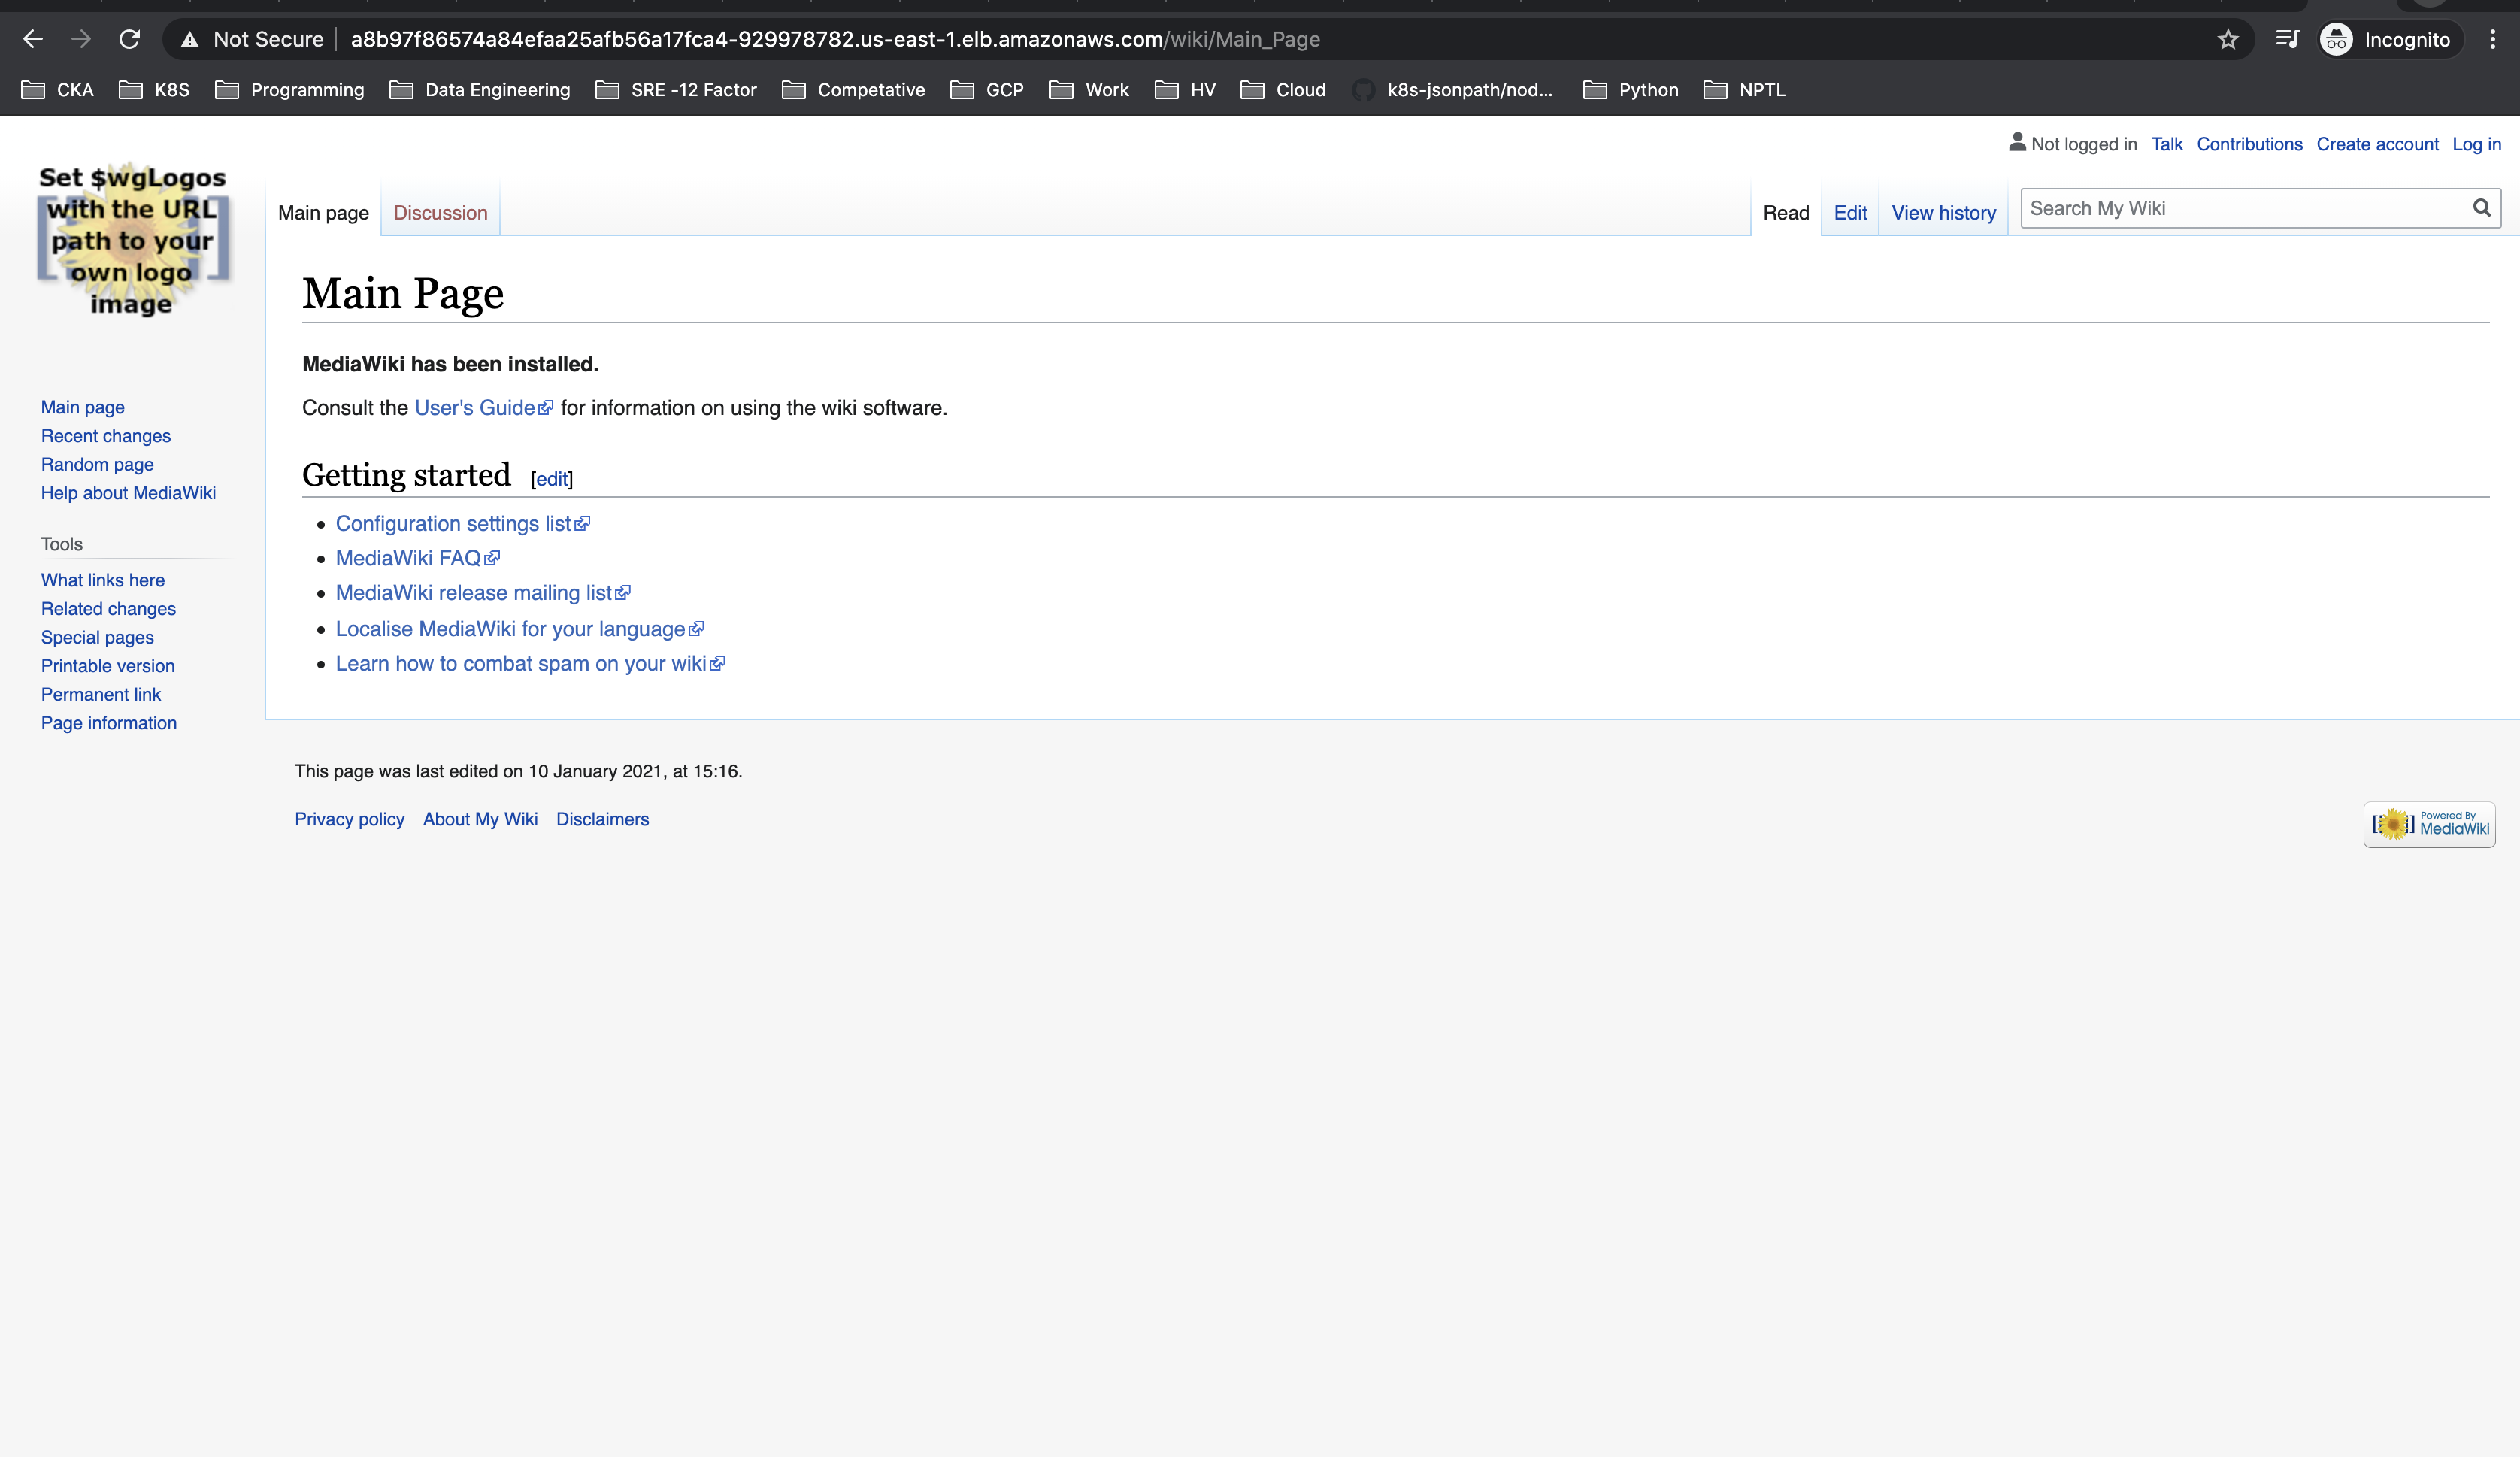 Not Secure a8b97f86574a84efaa25afb56a17fca4-929978782.us-east-1.elb.amazonaws.com/wiki/Main_Page Incognito
CKA K8S Programming Data Engineering SRE -12 Factor Competative GCP Work HV Cloud k8s-jsonpath/nod... Python NPTL
Not logged in Talk Contributions Create account Log in
Set $wgLogos
with the URL
path to your
own logo
image
Main page Discussion Read Edit View history Search My Wiki
Main Page
MediaWiki has been installed.
Consult the User's Guide for information on using the wiki software.
Getting started [edit]
Configuration settings list
MediaWiki FAQ
MediaWiki release mailing list
Localise MediaWiki for your language
Learn how to combat spam on your wiki
Main page
Recent changes
Random page
Help about MediaWiki
Tools
What links here
Related changes
Special pages
Printable version
Permanent link
Page information
This page was last edited on 10 January 2021, at 15:16.
Privacy policy About My Wiki Disclaimers
Powered By
MediaWiki